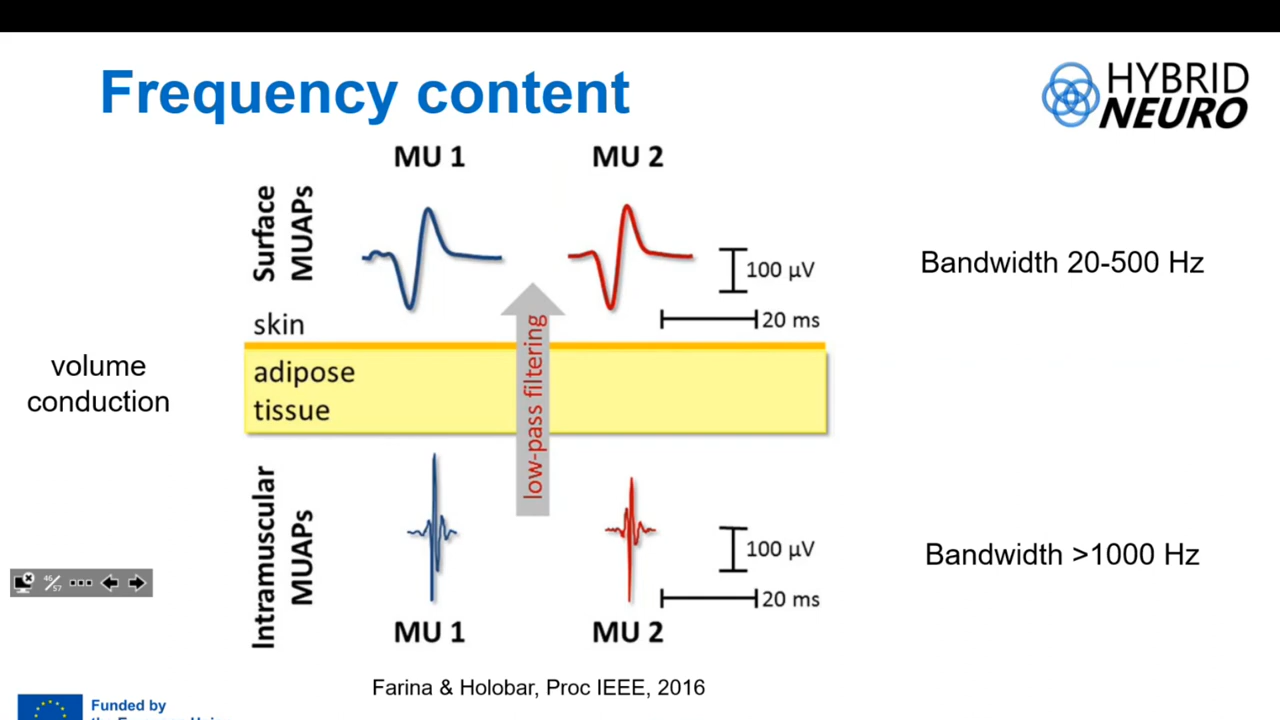 Frequency content
HYBRID
NEURO
MU 1
MU 2
Surface
MUAPs
100 µV
20 ms
Bandwidth 20-500 Hz
skin
adipose
tissue
low-pass filtering
volume
conduction
Intramuscular
MUAPs
100 µV
20 ms
Bandwidth >1000 Hz
MU 1
MU 2
46/57
Farina & Holobar, Proc IEEE, 2016
Funded by